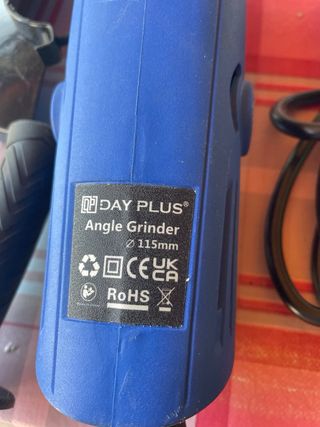 DAY PLUS®
Angle Grinder
⌀ 115mm
CE UK CA
RoHS